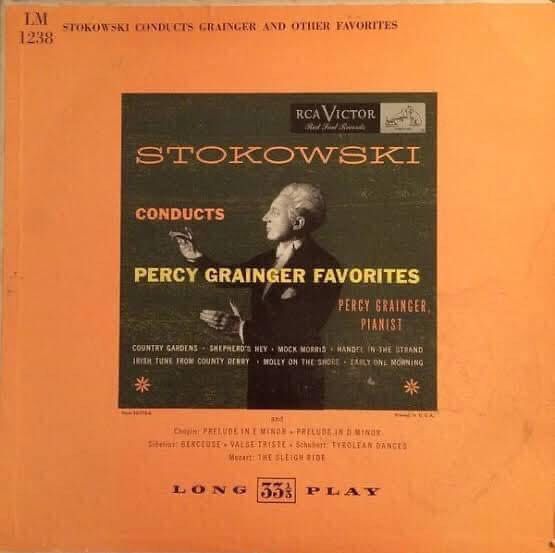 LM
1238
STOKOWSKI CONDUCTS GRAINGER AND OTHER FAVORITES
RCA VICTOR
Red Seal Records
STOKOWSKI
CONDUCTS
PERCY GRAINGER FAVORITES
PERCY GRAINGER,
PIANIST
COUNTRY GARDENS • SHEPHERD'S HEY • MOCK MORRIS • HANDEL IN THE STRAND
IRISH TUNE FROM COUNTY DERRY • MOLLY ON THE SHORE • EARLY ONE MORNING
Printed in U.S.A.
and
Chopin: PRELUDE IN E MINOR • PRELUDE IN D MINOR
Sibelius: BERCEUSE • VALSE TRISTE • Schubert: TYROLEAN DANCES
Mozart: THE SLEIGH RIDE
LONG 33 1/3 PLAY